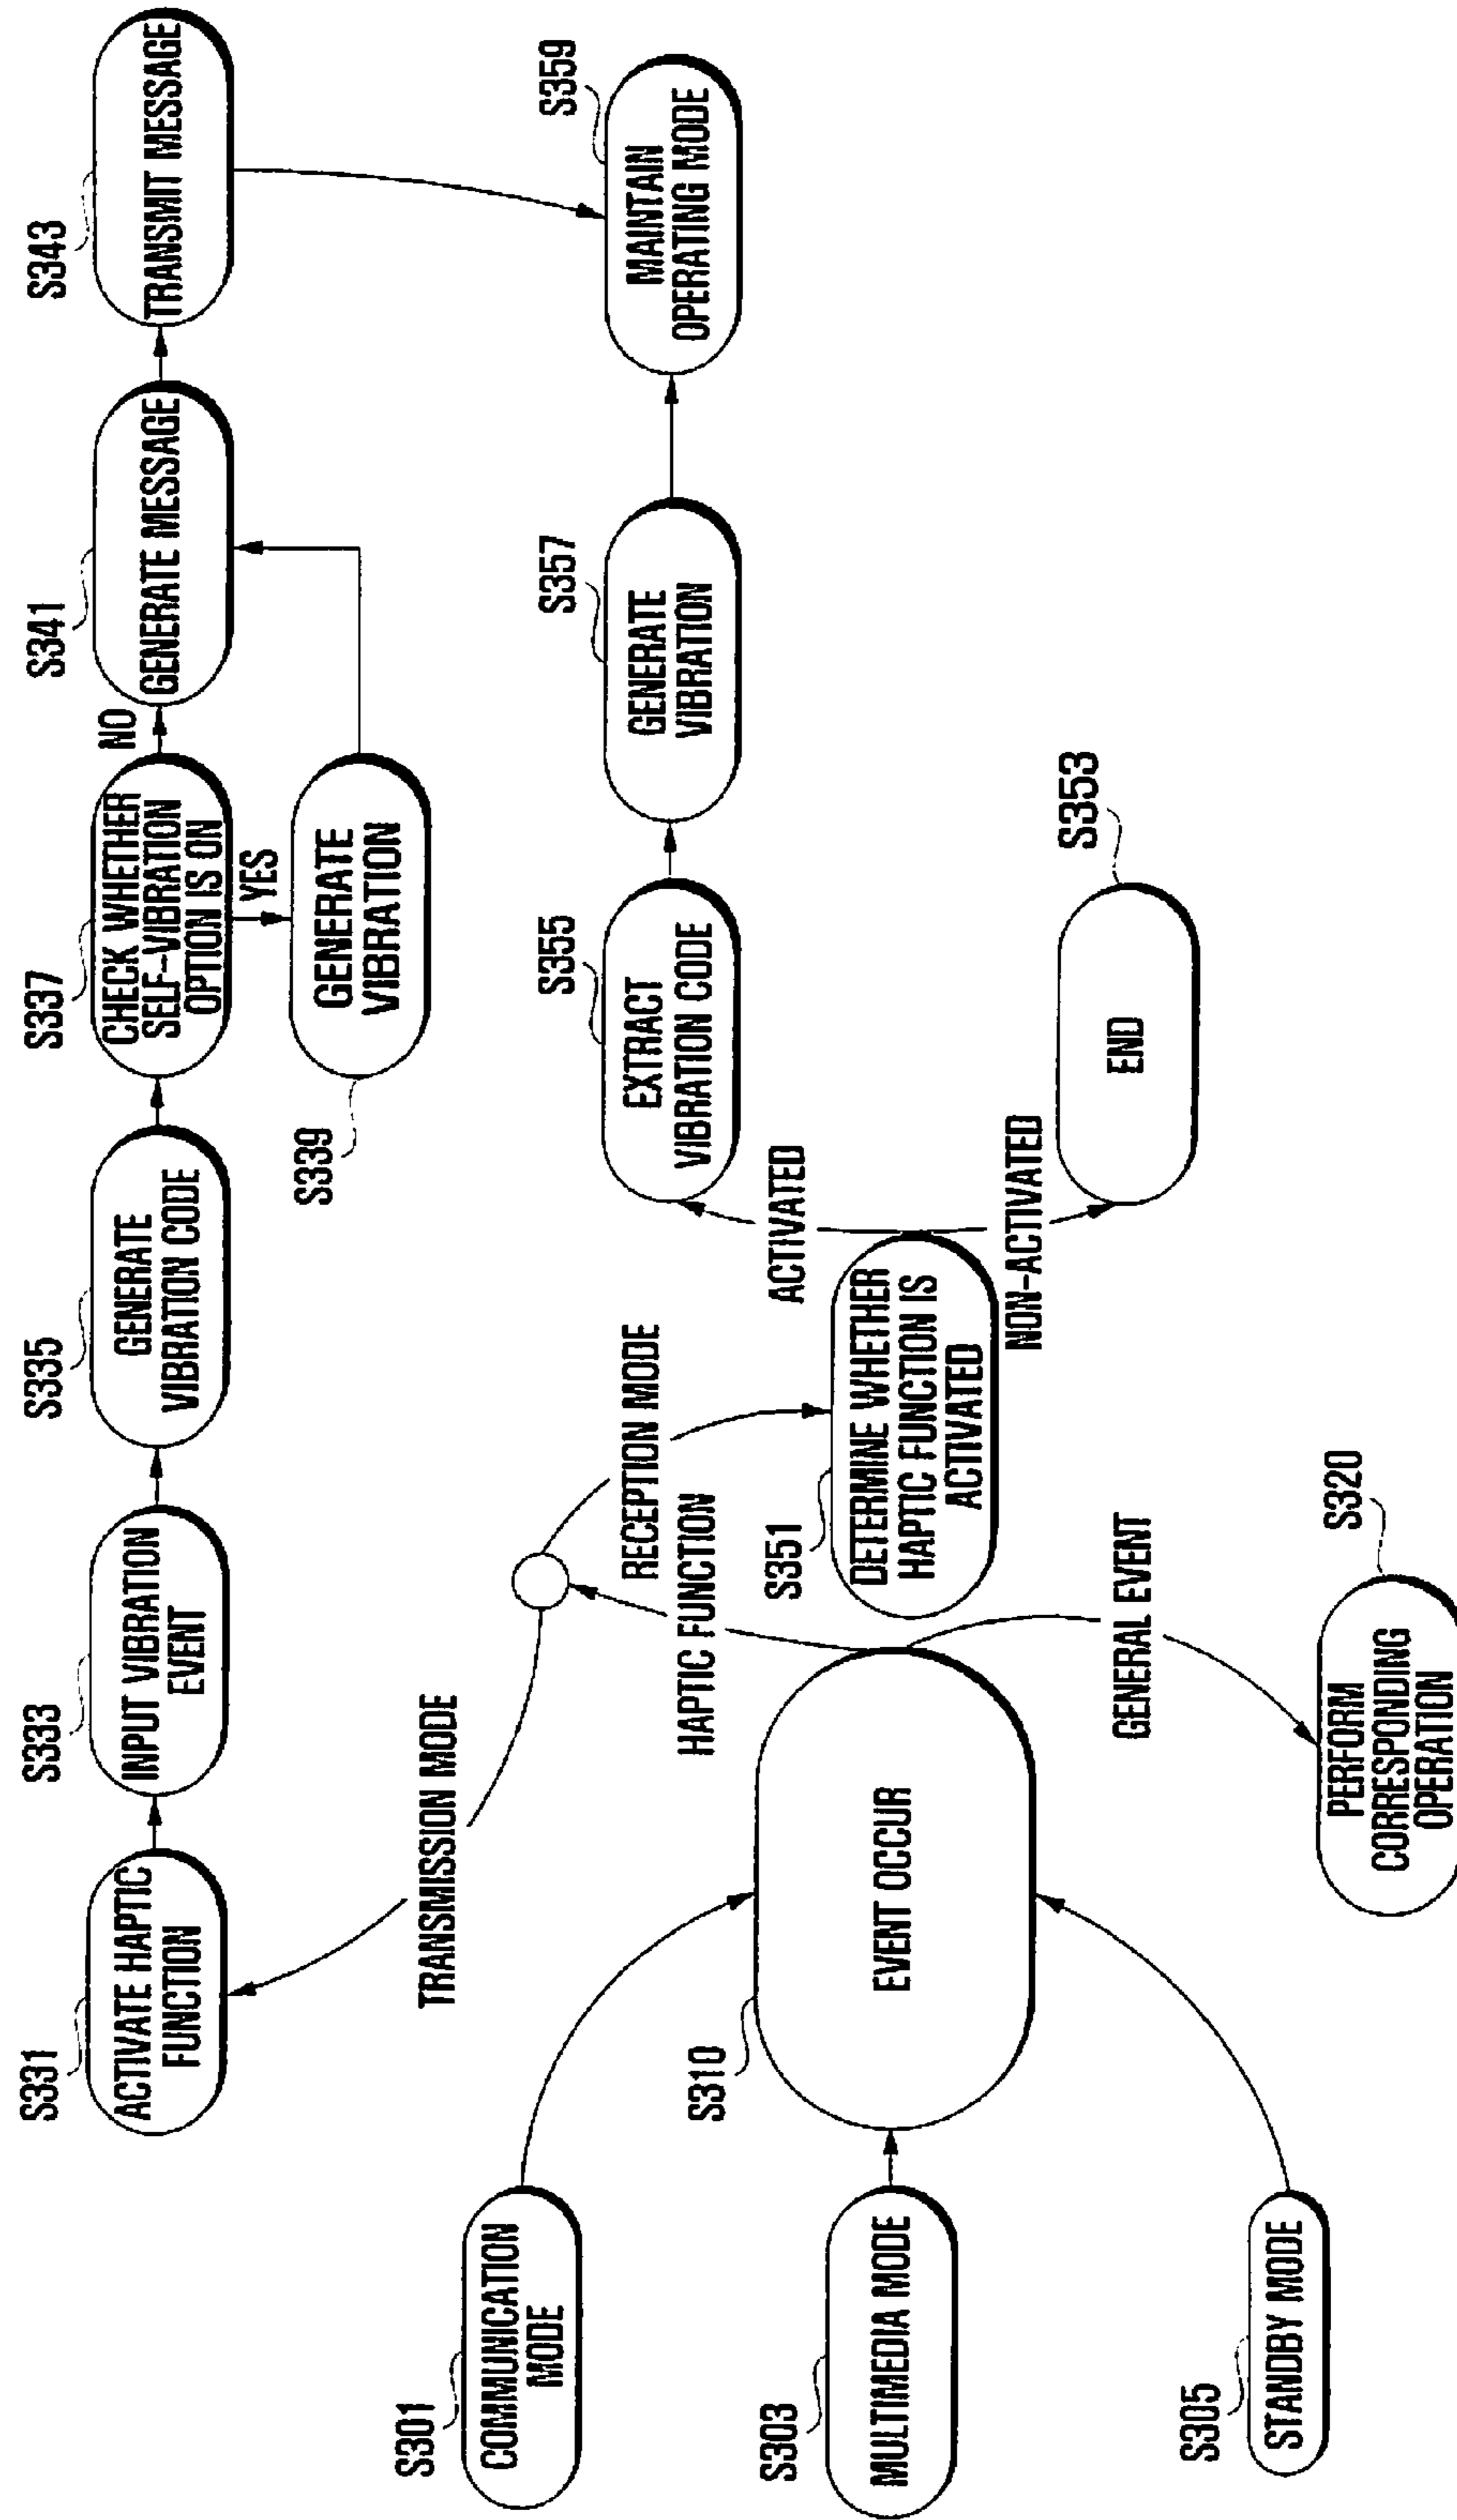 S331
ACTIVATE HAPTIC
FUNCTION
S333
INPUT VIBRATION
EVENT
S335
GENERATE
VIBRATION CODE
S337
CHECK WHETHER
SELF-VIBRATION
OPTION IS ON
NO
YES
S339
GENERATE
VIBRATION
S341
GENERATE MESSAGE
S343
TRANSMIT MESSAGE
TRANSMISSION MODE
RECEPTION MODE
HAPTIC FUNCTION
S301
COMMUNICATION
MODE
S303
MULTIMEDIA MODE
S305
STANDBY MODE
S310
EVENT OCCUR
GENERAL EVENT
S320
PERFORM
CORRESPONDING
OPERATION
S351
DETERMINE WHETHER
HAPTIC FUNCTION IS
ACTIVATED
ACTIVATED
NON-ACTIVATED
S353
END
S355
EXTRACT
VIBRATION CODE
S357
GENERATE
VIBRATION
S359
MAINTAIN
OPERATING MODE